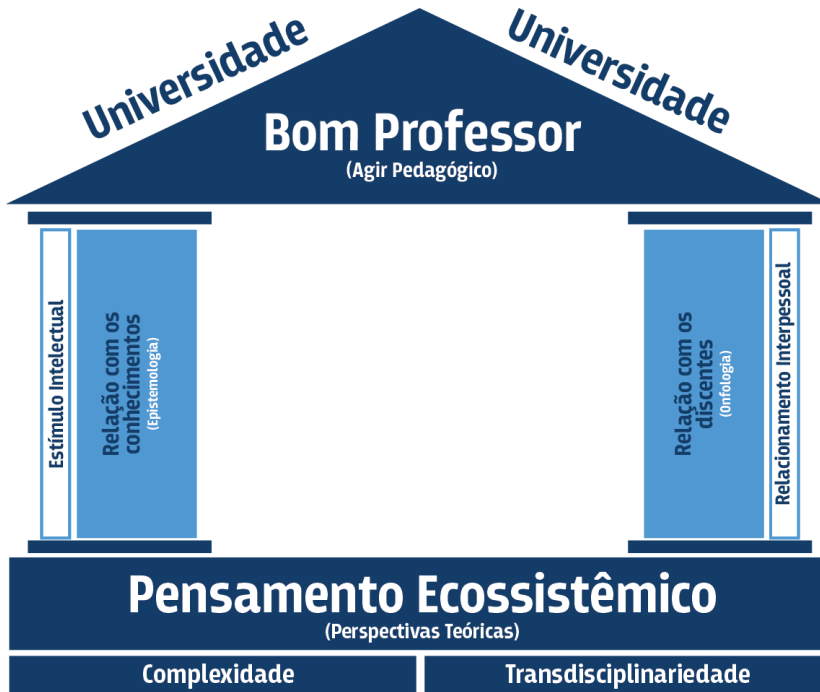 Universidade
Universidade
Bom Professor
(Agir Pedagógico)
Estímulo Intelectual
Relação com os
conhecimentos
(Epistemologia)
Relação com os
discentes
(Onfologia)
Relacionamento Interpessoal
Pensamento Ecossistêmico
(Perspectivas Teóricas)
Complexidade
Transdisciplinariedade